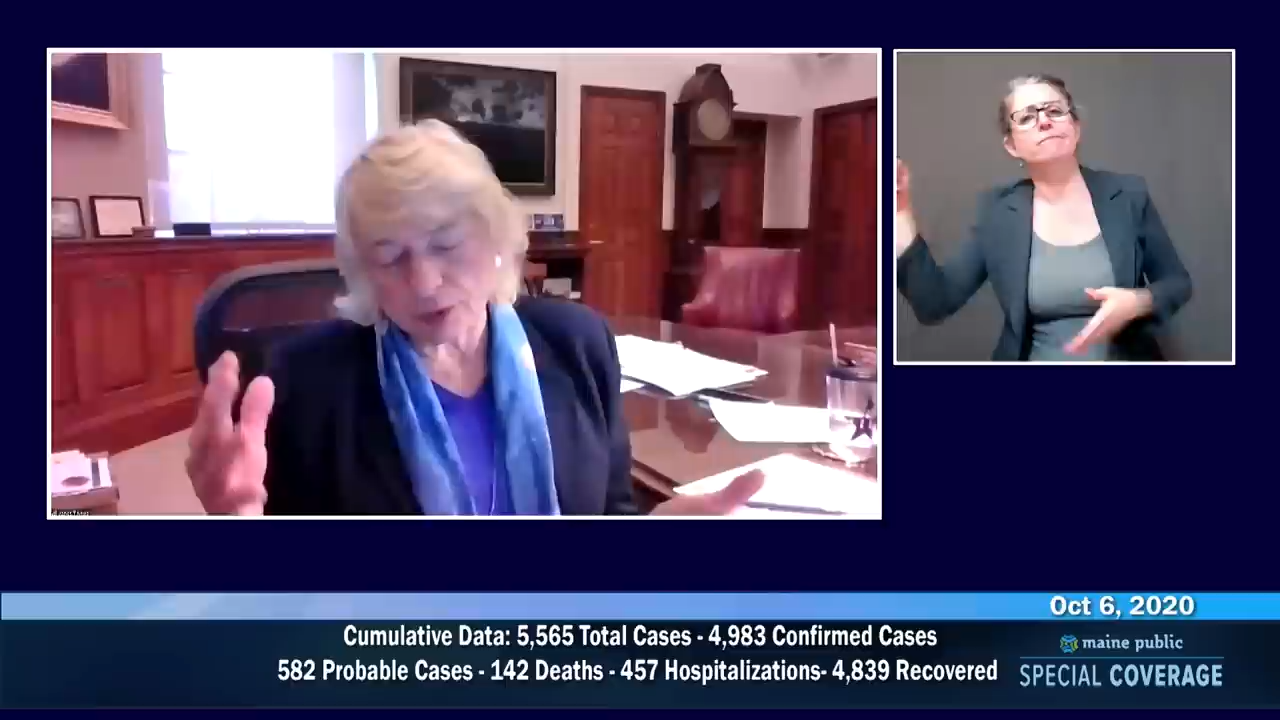 Oct 6, 2020
Cumulative Data: 5,565 Total Cases - 4,983 Confirmed Cases
582 Probable Cases - 142 Deaths - 457 Hospitalizations- 4,839 Recovered
maine public
SPECIAL COVERAGE